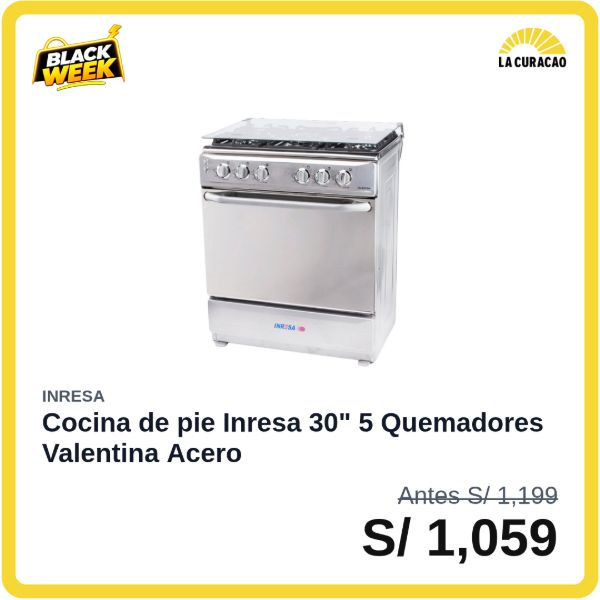 BLACK
WEEK
LA CURACAO
INRESA
INRESA
Cocina de pie Inresa 30" 5 Quemadores
Valentina Acero
Antes S/ 1,199
S/ 1,059